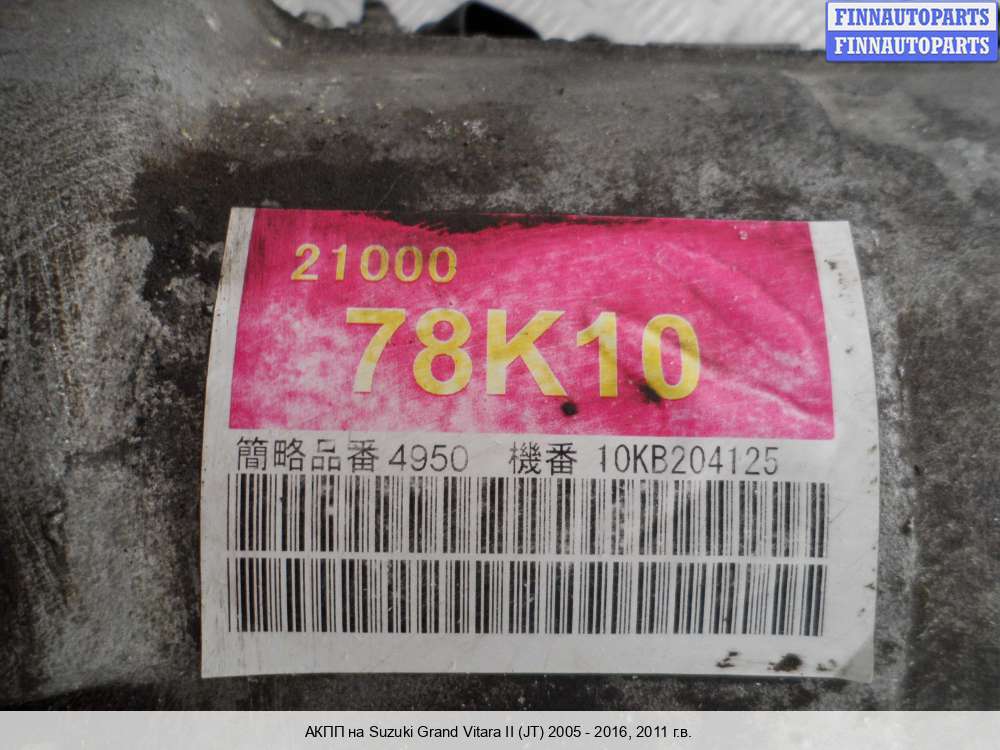 FINNAUTOPARTS
FINNAUTOPARTS
21000
78K10
簡略品番 4950 機番 10KB204125
АКПП на Suzuki Grand Vitara II (JT) 2005 - 2016, 2011 г.в.